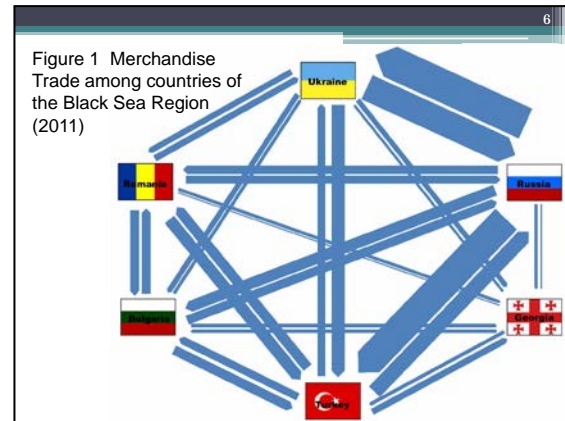 6
Figure 1 Merchandise
Trade among countries of
the Black Sea Region
(2011)
Ukraine
Romania
Russia
Bulgaria
Georgia
Turkey